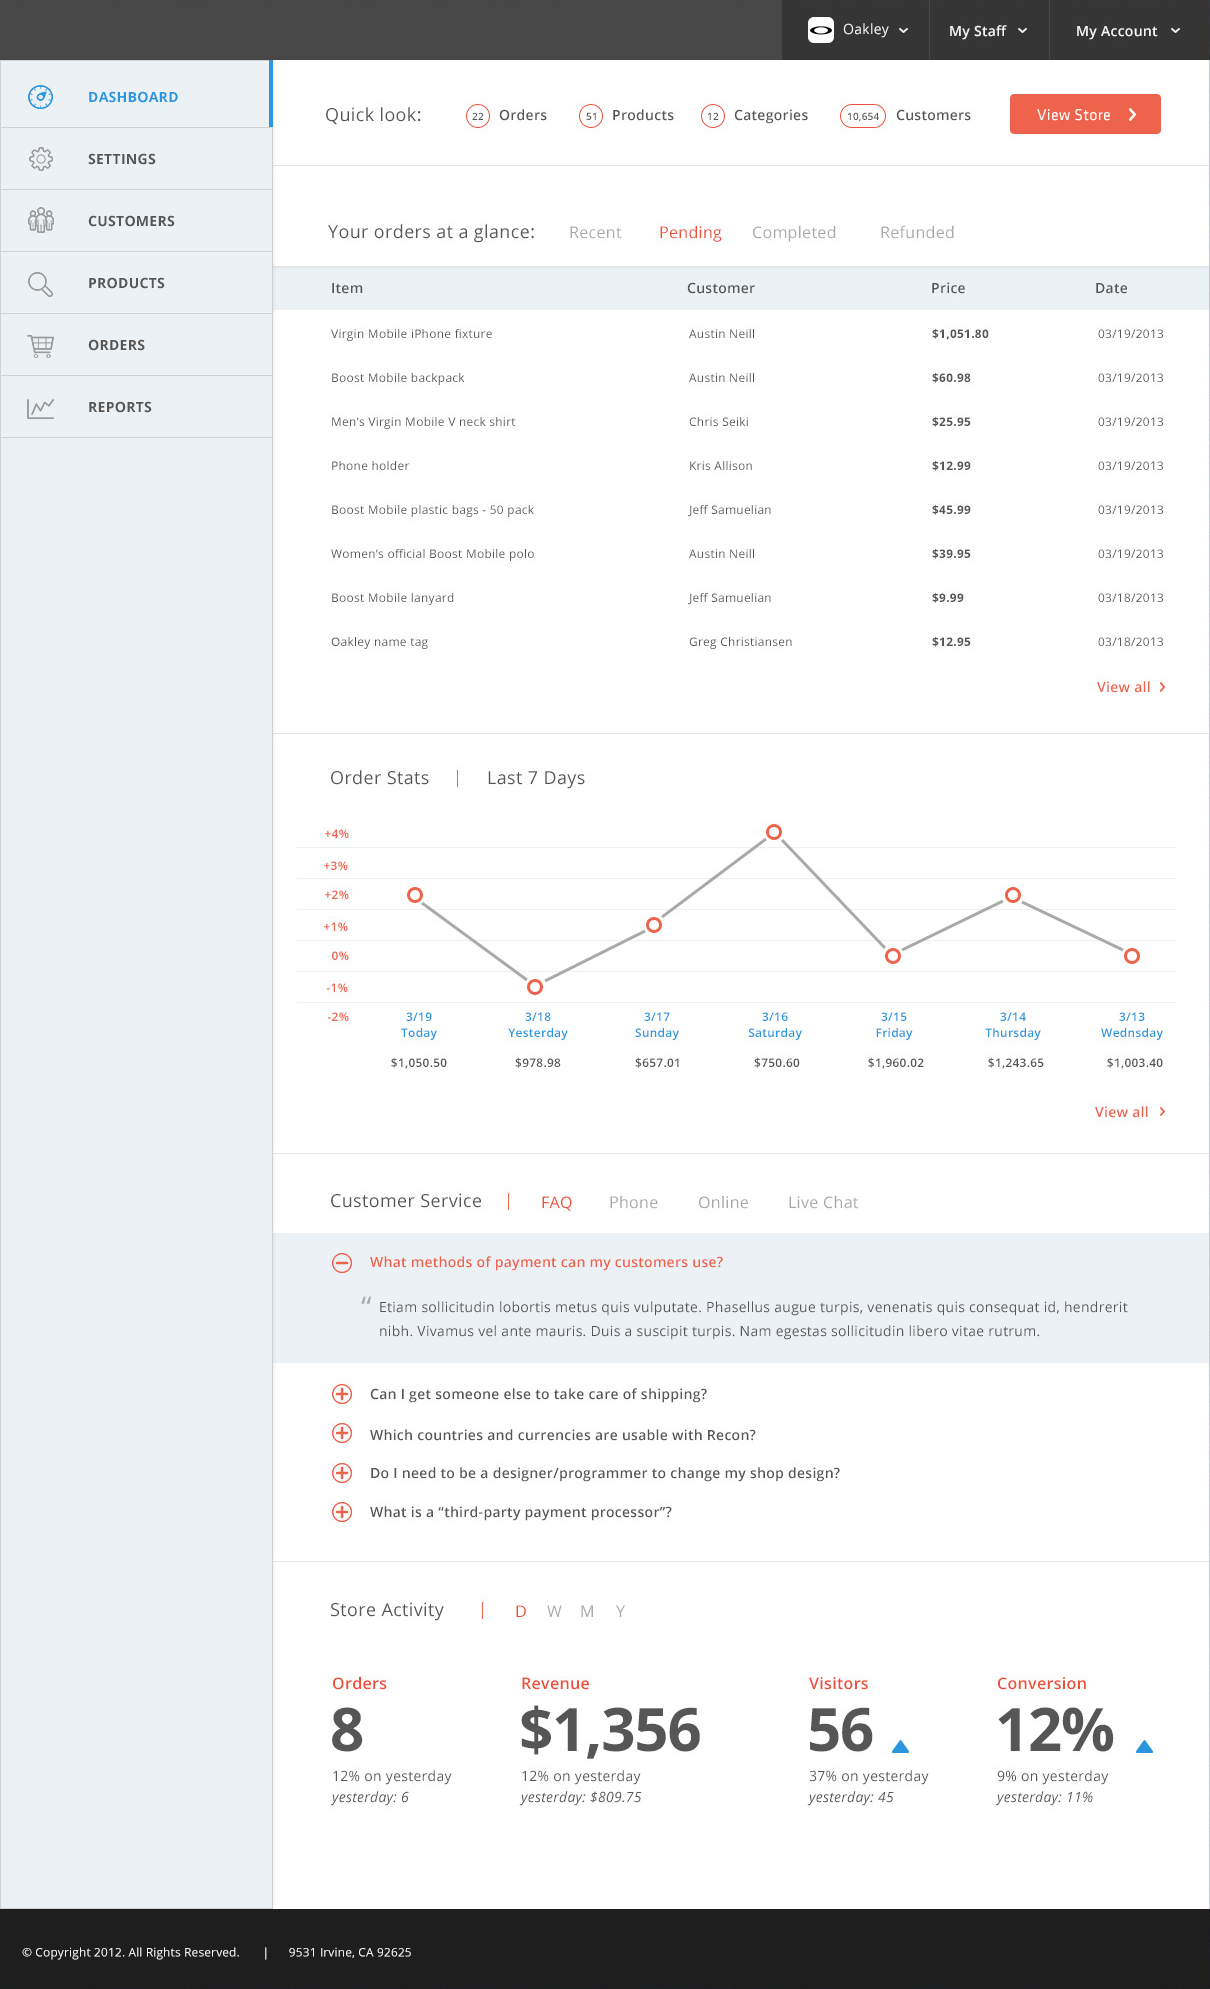 Oakley
My Staff
My Account
DASHBOARD
SETTINGS
CUSTOMERS
PRODUCTS
ORDERS
REPORTS
Quick look: 22 Orders 51 Products 12 Categories 10,654 Customers View Store
Your orders at a glance: Recent Pending Completed Refunded
Item Customer Price Date
Virgin Mobile iPhone fixture Austin Neill $1,051.80 03/19/2013
Boost Mobile backpack Austin Neill $60.98 03/19/2013
Men's Virgin Mobile V neck shirt Chris Seiki $25.95 03/19/2013
Phone holder Kris Allison $12.99 03/19/2013
Boost Mobile plastic bags - 50 pack Jeff Samuelian $45.99 03/19/2013
Women's official Boost Mobile polo Austin Neill $39.95 03/19/2013
Boost Mobile lanyard Jeff Samuelian $9.99 03/18/2013
Oakley name tag Greg Christiansen $12.95 03/18/2013
View all
Order Stats | Last 7 Days
+4%
+3%
+2%
+1%
0%
-1%
-2% 3/19 3/18 3/17 3/16 3/15 3/14 3/13
Today Yesterday Sunday Saturday Friday Thursday Wednsday
$1,050.50 $978.98 $657.01 $750.60 $1,960.02 $1,243.65 $1,003.40
View all
Customer Service | FAQ Phone Online Live Chat
What methods of payment can my customers use?
“ Etiam sollicitudin lobortis metus quis vulputate. Phasellus augue turpis, venenatis quis consequat id, hendrerit
nibh. Vivamus vel ante mauris. Duis a suscipit turpis. Nam egestas sollicitudin libero vitae rutrum.
Can I get someone else to take care of shipping?
Which countries and currencies are usable with Recon?
Do I need to be a designer/programmer to change my shop design?
What is a “third-party payment processor”?
Store Activity | D W M Y
Orders Revenue Visitors Conversion
8 $1,356 56 12%
12% on yesterday 12% on yesterday 37% on yesterday 9% on yesterday
yesterday: 6 yesterday: $809.75 yesterday: 45 yesterday: 11%
© Copyright 2012. All Rights Reserved. | 9531 Irvine, CA 92625